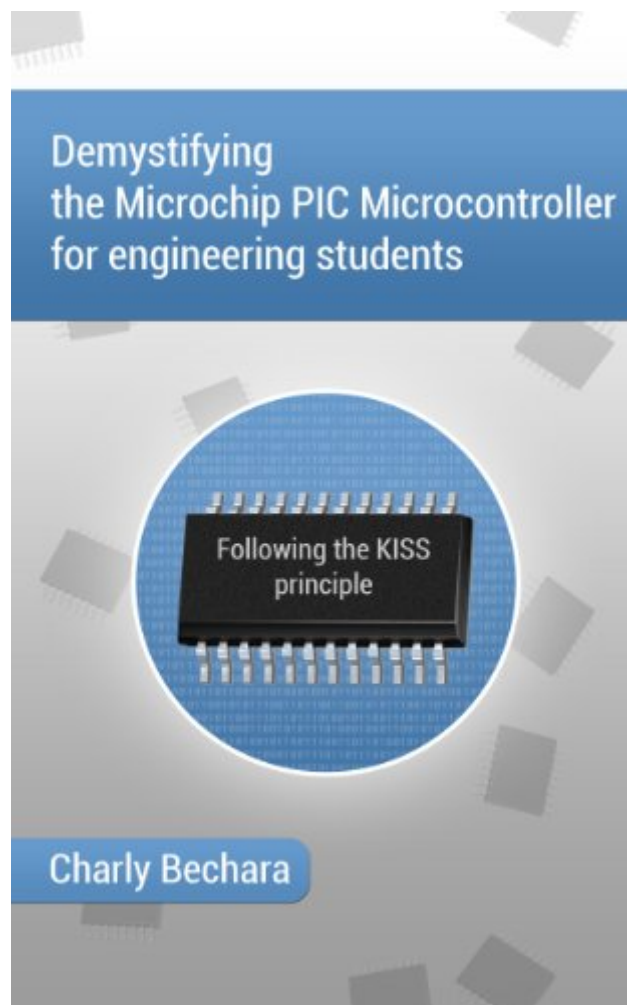 Demystifying
the Microchip PIC Microcontroller
for engineering students
Following the KISS
principle
Charly Bechara